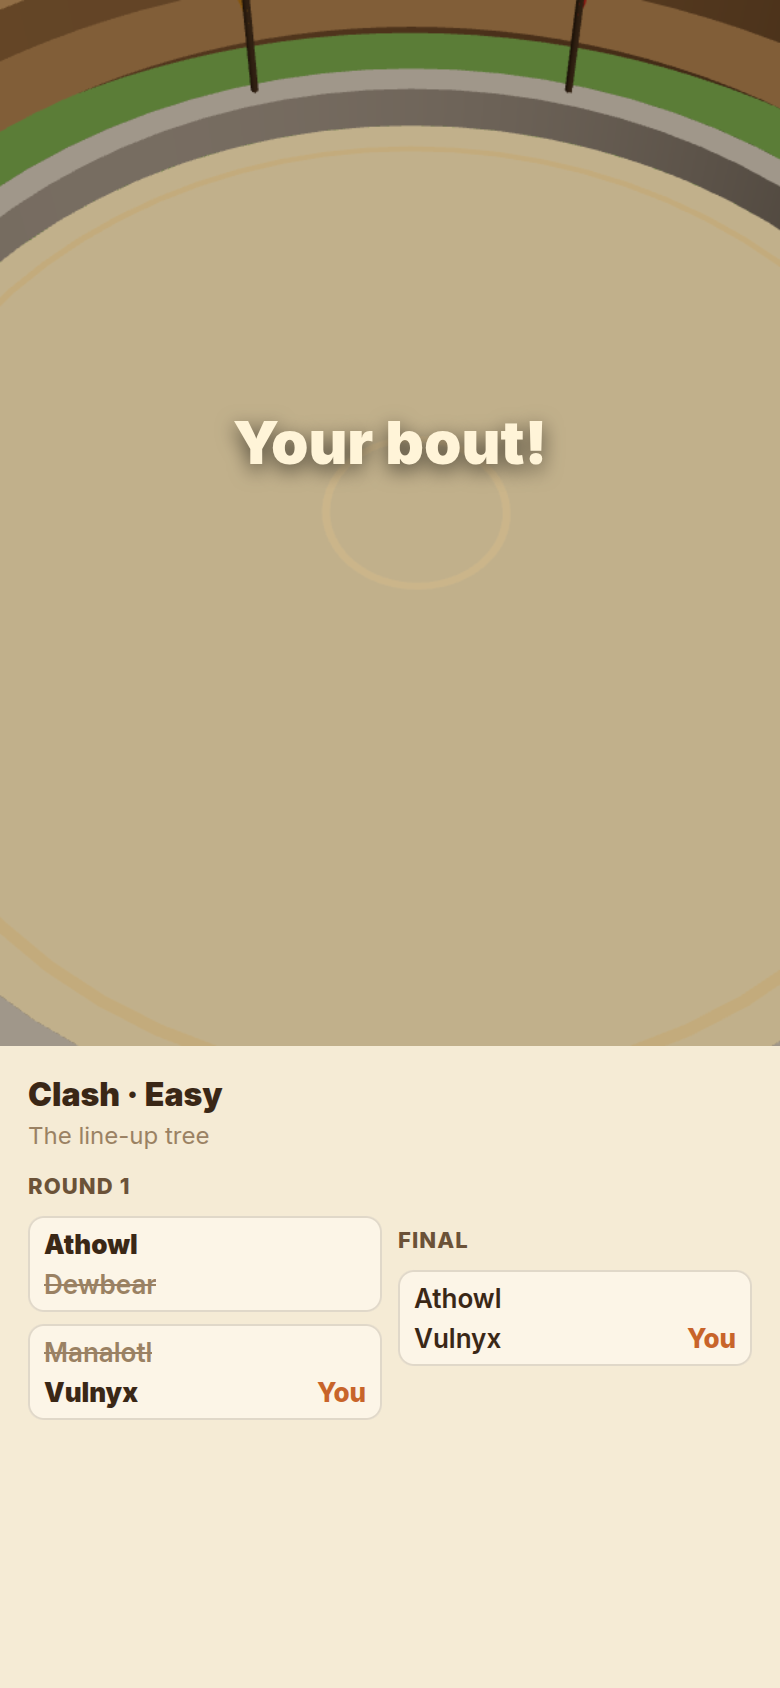 Your bout!
Clash · Easy
The line-up tree
ROUND 1
Athowl
Dewbear
Manalotl
Vulnyx You
FINAL
Athowl
Vulnyx You